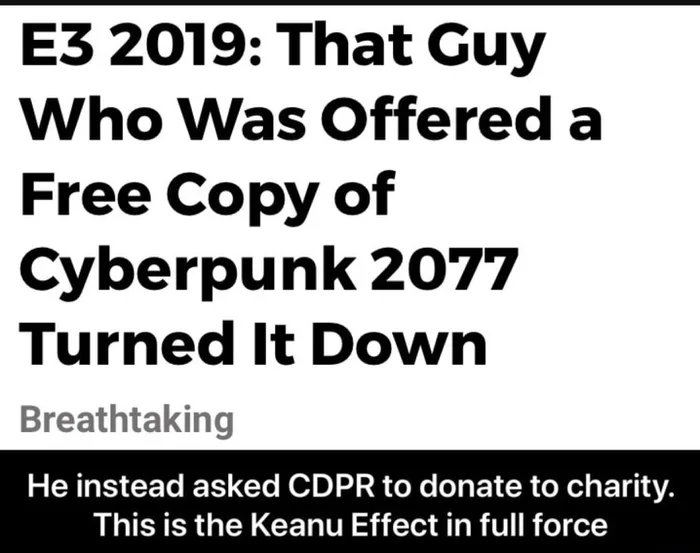 E3 2019: That Guy
Who Was Offered a
Free Copy of
Cyberpunk 2077
Turned It Down
Breathtaking
He instead asked CDPR to donate to charity.
This is the Keanu Effect in full force